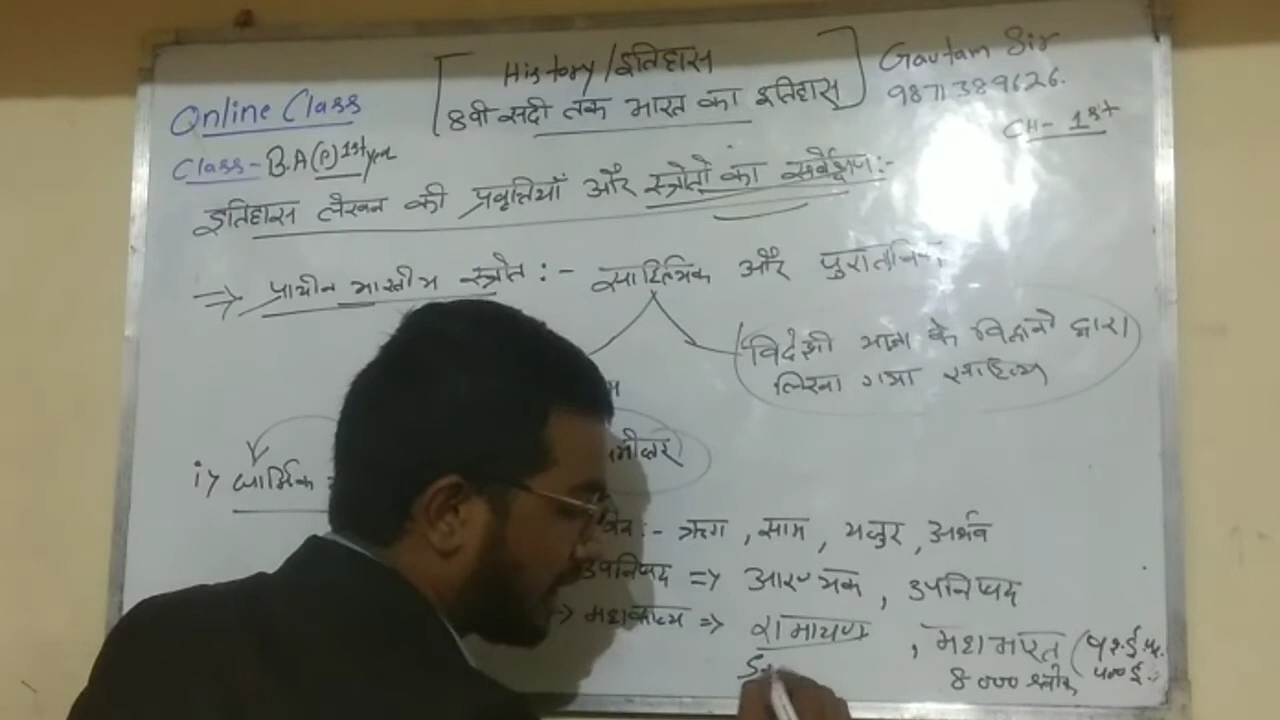 History/इतिहास
8वी सदी तक भारत का इतिहास
Gautam Sir
9871389626.
Online Class
CH- 1st
Class- B.A(P) 1st year
इतिहास लेखन की प्रवृत्तियाँ और स्त्रोतो का सर्वेक्षण:-
=> प्राचीन भारतीय स्त्रोत :- साहित्यिक और
विदेशी भाषा के विद्वानो द्वारा
लिखा गया साहित्य
i> धार्मिक
:- ऋग, साम, यजुर, अर्थव
उपनिषद => आरण्यक, उपनिषद
-> महाकाव्य => रामायण, महाभारत
8000 श्लोक